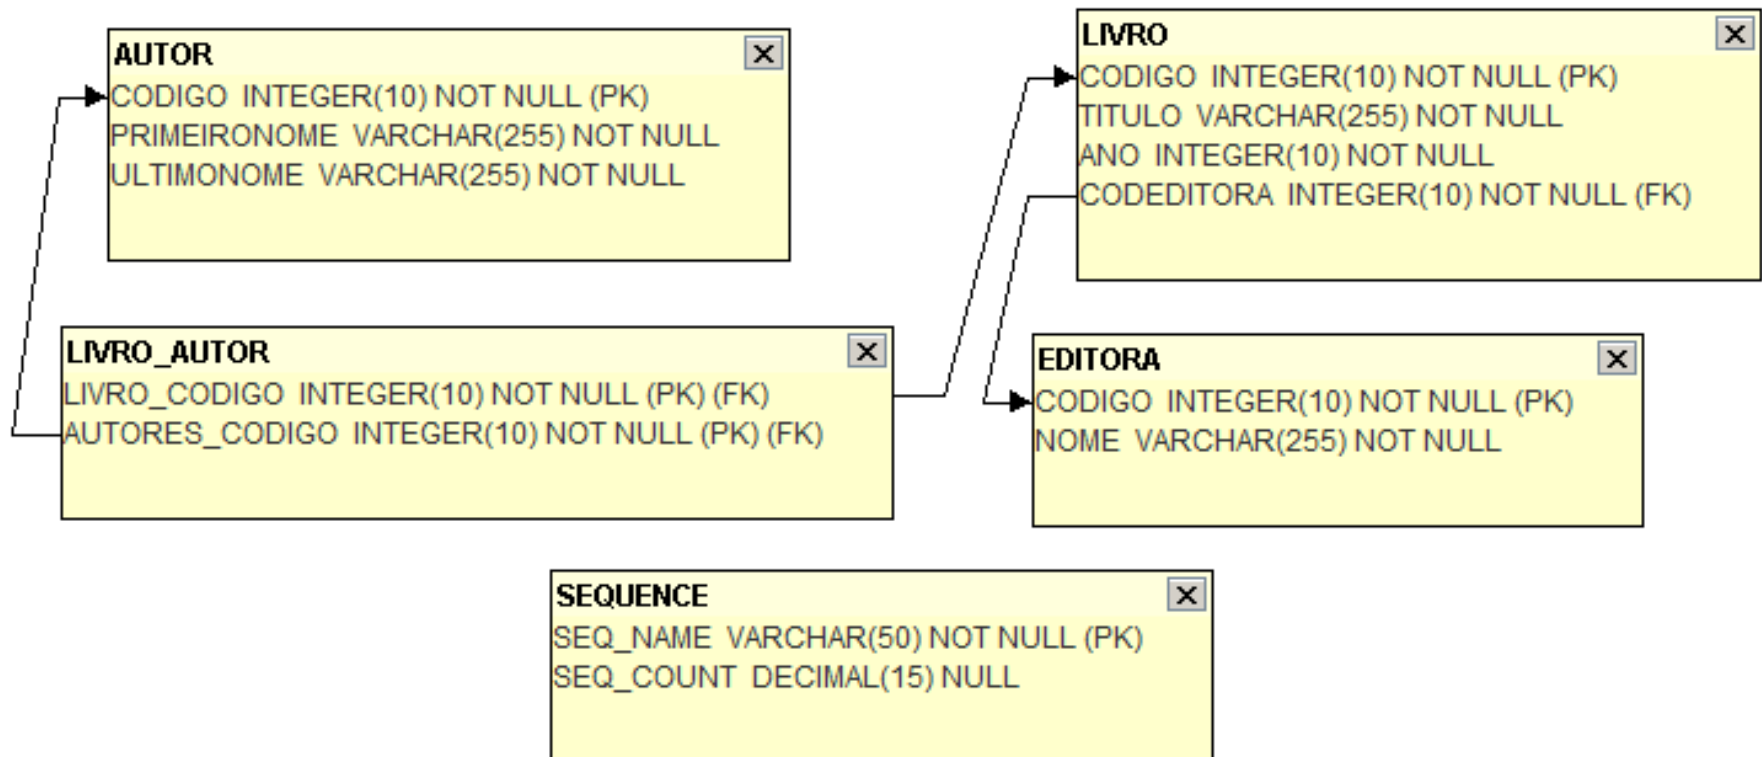 AUTOR
CODIGO INTEGER(10) NOT NULL (PK)
PRIMEIRONOME VARCHAR(255) NOT NULL
ULTIMONOME VARCHAR(255) NOT NULL
LIVRO
CODIGO INTEGER(10) NOT NULL (PK)
TITULO VARCHAR(255) NOT NULL
ANO INTEGER(10) NOT NULL
CODEDITORA INTEGER(10) NOT NULL (FK)
LIVRO_AUTOR
LIVRO_CODIGO INTEGER(10) NOT NULL (PK) (FK)
AUTORES_CODIGO INTEGER(10) NOT NULL (PK) (FK)
EDITORA
CODIGO INTEGER(10) NOT NULL (PK)
NOME VARCHAR(255) NOT NULL
SEQUENCE
SEQ_NAME VARCHAR(50) NOT NULL (PK)
SEQ_COUNT DECIMAL(15) NULL